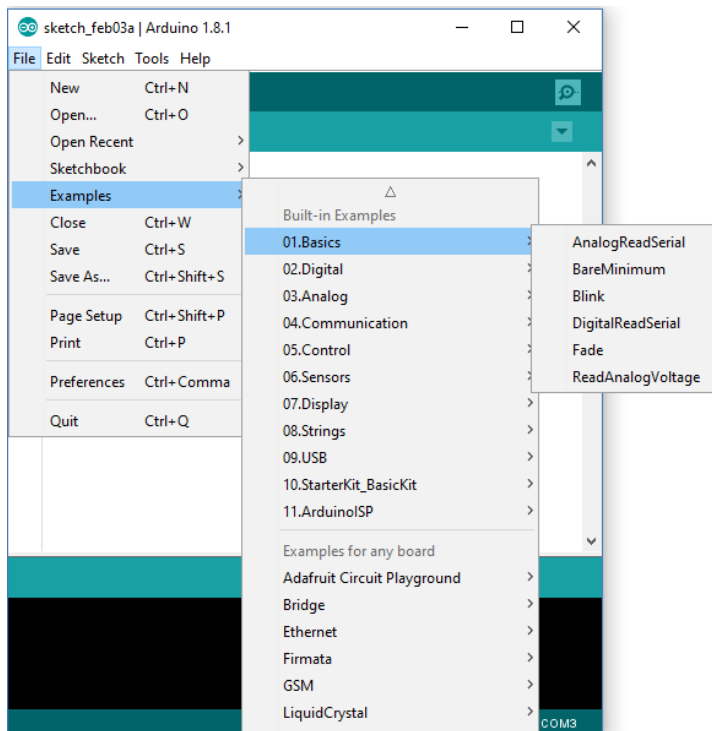 sketch_feb03a | Arduino 1.8.1
File Edit Sketch Tools Help
New Ctrl+N
Open... Ctrl+O
Open Recent
Sketchbook
Examples
Close Ctrl+W
Save Ctrl+S
Save As... Ctrl+Shift+S
Page Setup Ctrl+Shift+P
Print Ctrl+P
Preferences Ctrl+Comma
Quit Ctrl+Q
Built-in Examples
01.Basics
02.Digital
03.Analog
04.Communication
05.Control
06.Sensors
07.Display
08.Strings
09.USB
10.StarterKit_BasicKit
11.ArduinoISP
Examples for any board
Adafruit Circuit Playground
Bridge
Ethernet
Firmata
GSM
LiquidCrystal
AnalogReadSerial
BareMinimum
Blink
DigitalReadSerial
Fade
ReadAnalogVoltage
COM3